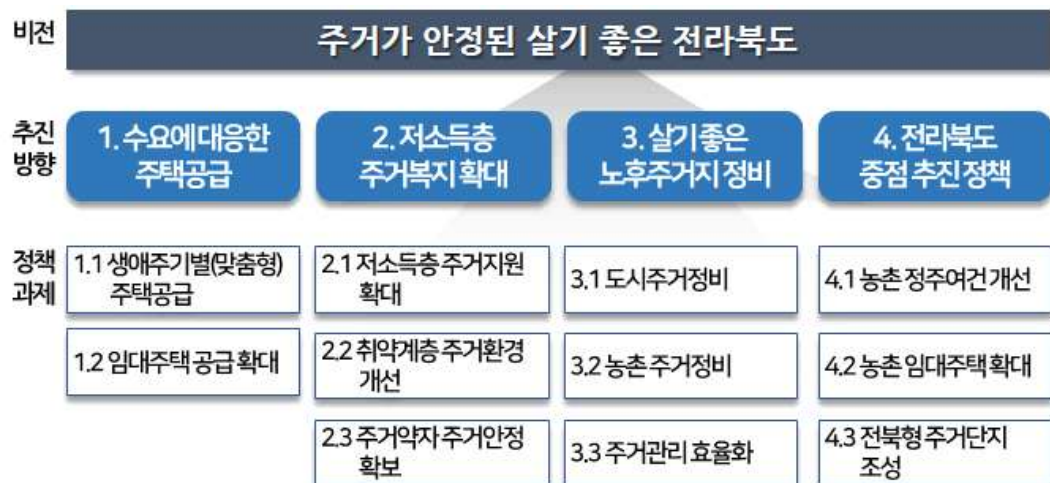 비전
주거가 안정된 살기 좋은 전라북도
추진
방향
1. 수요에 대응한
주택공급
2. 저소득층
주거복지 확대
3. 살기 좋은
노후주거지 정비
4. 전라북도
중점 추진 정책
정책
과제
1.1 생애주기별(맞춤형)
주택공급
2.1 저소득층 주거지원
확대
3.1 도시주거정비
4.1 농촌 정주여건 개선
1.2 임대주택 공급 확대
2.2 취약계층 주거환경
개선
3.2 농촌 주거정비
4.2 농촌 임대주택 확대
2.3 주거약자 주거안정
확보
3.3 주거관리 효율화
4.3 전북형 주거단지
조성